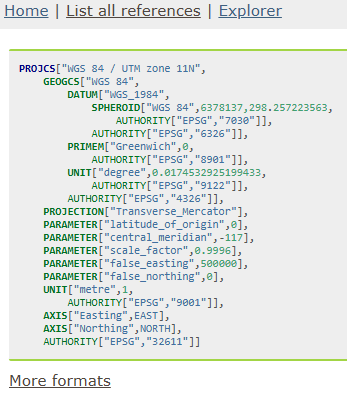 Home | List all references | Explorer
PROJCS["WGS 84 / UTM zone 11N",
GEOGCS["WGS 84",
DATUM["WGS_1984",
SPHEROID["WGS 84",6378137,298.257223563,
AUTHORITY["EPSG","7030"]],
AUTHORITY["EPSG","6326"]],
PRIMEM["Greenwich",0,
AUTHORITY["EPSG","8901"]],
UNIT["degree",0.0174532925199433,
AUTHORITY["EPSG","9122"]],
AUTHORITY["EPSG","4326"]],
PROJECTION["Transverse_Mercator"],
PARAMETER["latitude_of_origin",0],
PARAMETER["central_meridian",-117],
PARAMETER["scale_factor",0.9996],
PARAMETER["false_easting",500000],
PARAMETER["false_northing",0],
UNIT["metre",1,
AUTHORITY["EPSG","9001"]],
AXIS["Easting",EAST],
AXIS["Northing",NORTH],
AUTHORITY["EPSG","32611"]]
More formats